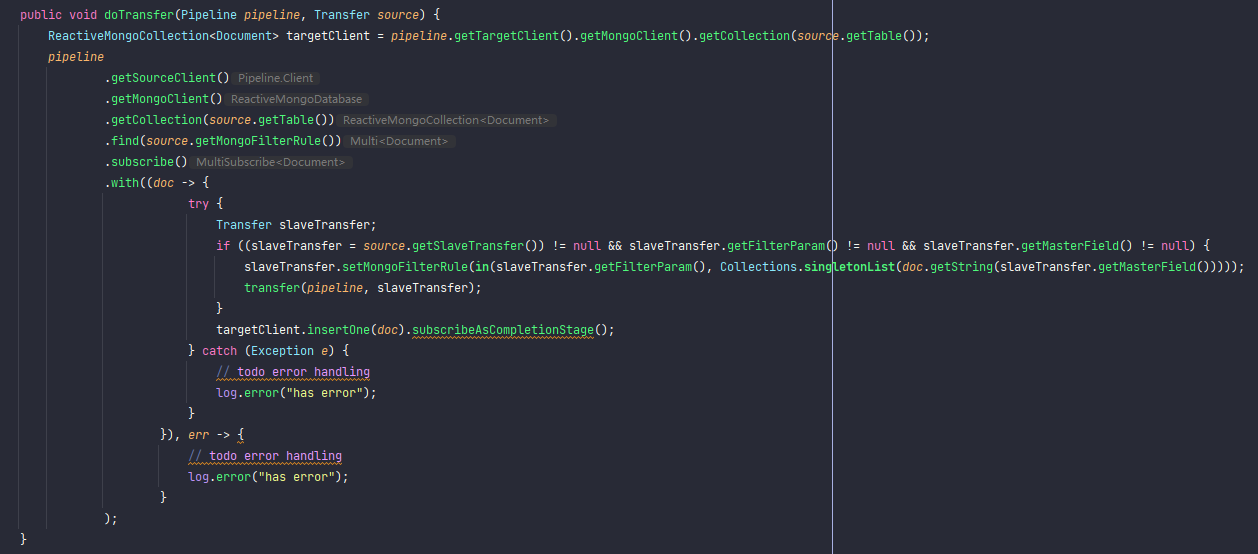 public void doTransfer(Pipeline pipeline, Transfer source) {
ReactiveMongoCollection<Document> targetClient = pipeline.getTargetClient().getMongoClient().getCollection(source.getTable());
pipeline
.getSourceClient() Pipeline.Client
.getMongoClient() ReactiveMongoDatabase
.getCollection(source.getTable()) ReactiveMongoCollection<Document>
.find(source.getMongoFilterRule()) Multi<Document>
.subscribe() MultiSubscribe<Document>
.with((doc -> {
try {
Transfer slaveTransfer;
if ((slaveTransfer = source.getSlaveTransfer()) != null && slaveTransfer.getFilterParam() != null && slaveTransfer.getMasterField() != null) {
slaveTransfer.setMongoFilterRule(in(slaveTransfer.getFilterParam(), Collections.singletonList(doc.getString(slaveTransfer.getMasterField()))));
transfer(pipeline, slaveTransfer);
}
targetClient.insertOne(doc).subscribeAsCompletionStage();
} catch (Exception e) {
// todo error handling
log.error("has error");
}
}), err -> {
// todo error handling
log.error("has error");
}
);
}